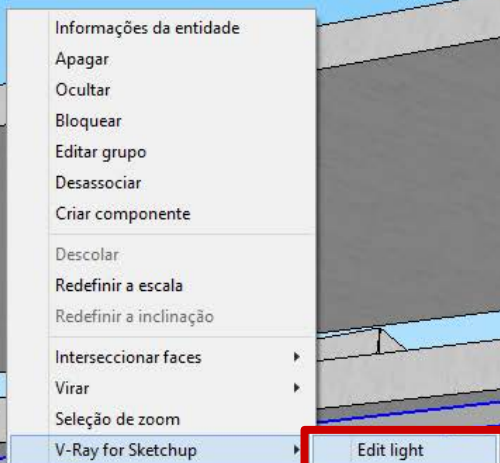 Informações da entidade
Apagar
Ocultar
Bloquear
Editar grupo
Desassociar
Criar componente
Descolar
Redefinir a escala
Redefinir a inclinação
Interseccionar faces
Virar
Seleção de zoom
V-Ray for Sketchup
Edit light